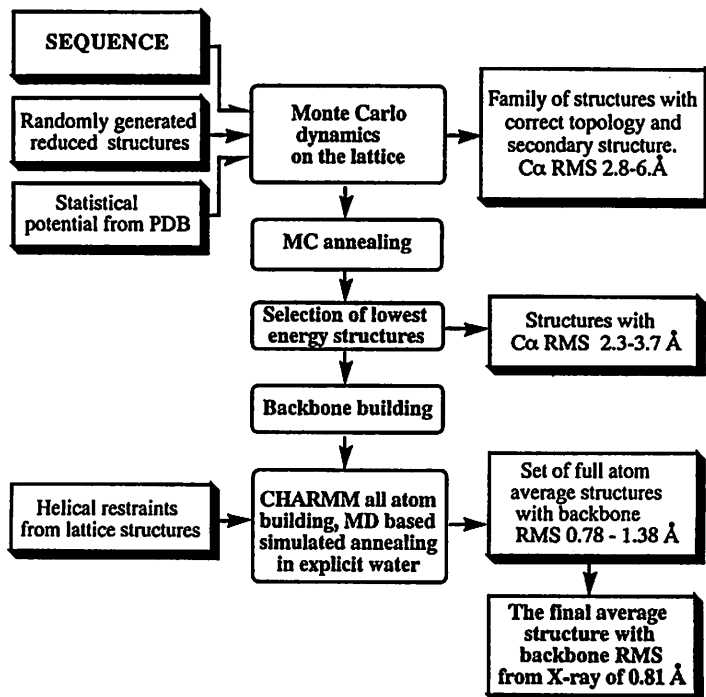 SEQUENCE
Randomly generated
reduced structures
Statistical
potential from PDB
Monte Carlo
dynamics
on the lattice
Family of structures with
correct topology and
secondary structure.
Cα RMS 2.8-6.Å
MC annealing
Selection of lowest
energy structures
Structures with
Cα RMS 2.3-3.7 Å
Backbone building
Helical restraints
from lattice structures
CHARMM all atom
building, MD based
simulated annealing
in explicit water
Set of full atom
average structures
with backbone
RMS 0.78 - 1.38 Å
The final average
structure with
backbone RMS
from X-ray of 0.81 Å